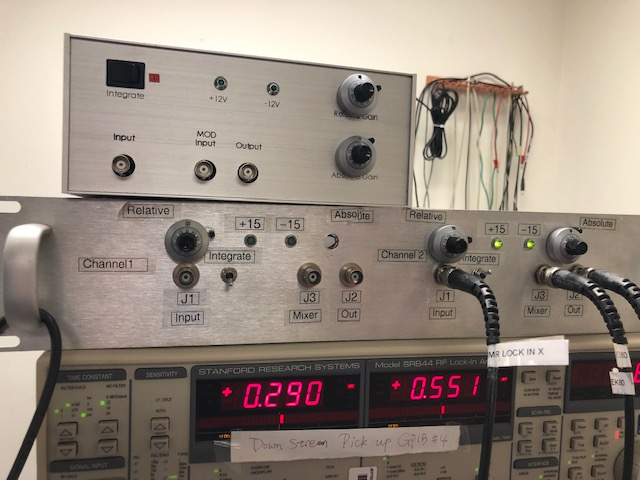 Integrate
+12V
-12V
Relative Gain
Input
MOD
Input
Output
Absolute Gain
Relative
+15
-15
Absolute
Relative
+15
-15
Absolute
Channel1
Integrate
Channel 2
Integrate
J1
J3
J2
J1
J3
J2
Input
Mixer
Out
Input
Mixer
Out
MR LOCK IN X
EK80
TIME CONSTANT
SENSITIVITY
STANFORD RESEARCH SYSTEMS
Model SR844 RF Lock-In
+0.290
+0.551
Down Stream Pick up GPIB #4
SIGNAL INPUT
INTERFACE